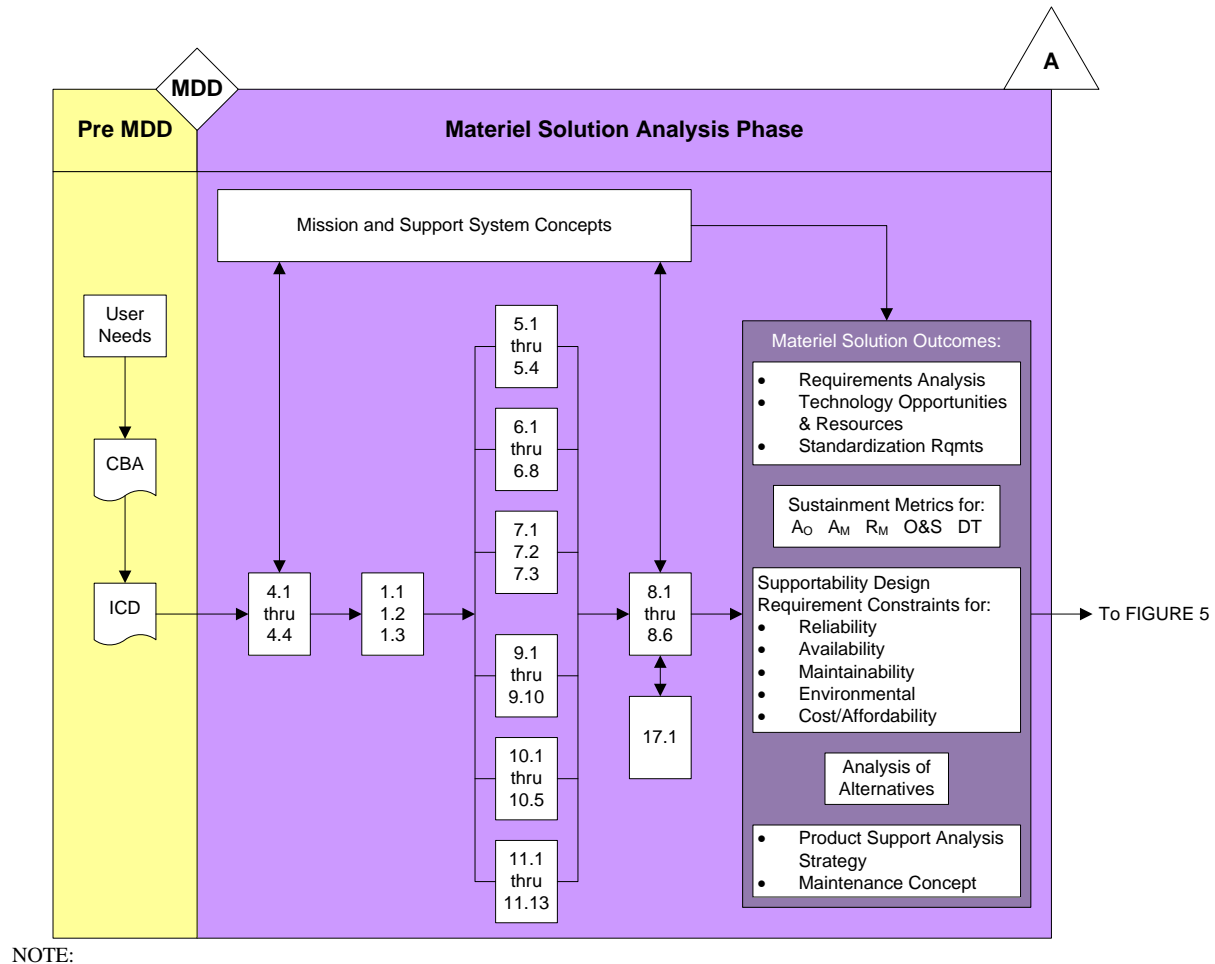 MDD
A
Pre MDD
Materiel Solution Analysis Phase
Mission and Support System Concepts
User
Needs
CBA
ICD
4.1
thru
4.4
1.1
1.2
1.3
5.1
thru
5.4
6.1
thru
6.8
7.1
7.2
7.3
9.1
thru
9.10
10.1
thru
10.5
11.1
thru
11.13
8.1
thru
8.6
17.1
Materiel Solution Outcomes:
• Requirements Analysis
• Technology Opportunities
& Resources
• Standardization Rqmts
Sustainment Metrics for:
AO AM RM O&S DT
Supportability Design
Requirement Constraints for:
• Reliability
• Availability
• Maintainability
• Environmental
• Cost/Affordability
Analysis of
Alternatives
• Product Support Analysis
Strategy
• Maintenance Concept
To FIGURE 5
NOTE: